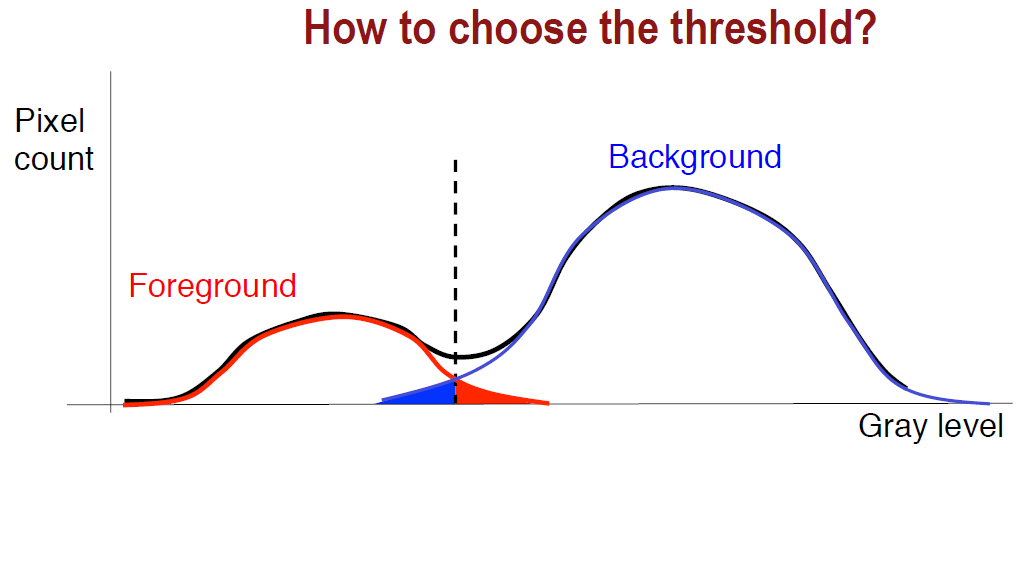 How to choose the threshold?
Pixel
count
Background
Foreground
Gray level